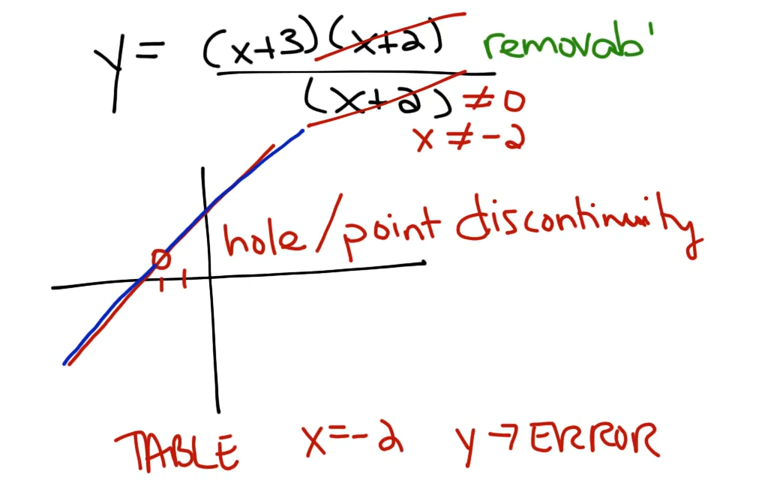 y = (x+3)(x+2) removab'
(x+2) ≠ 0
x ≠ -2
hole/point discontinuity
TABLE x=-2 y → ERROR